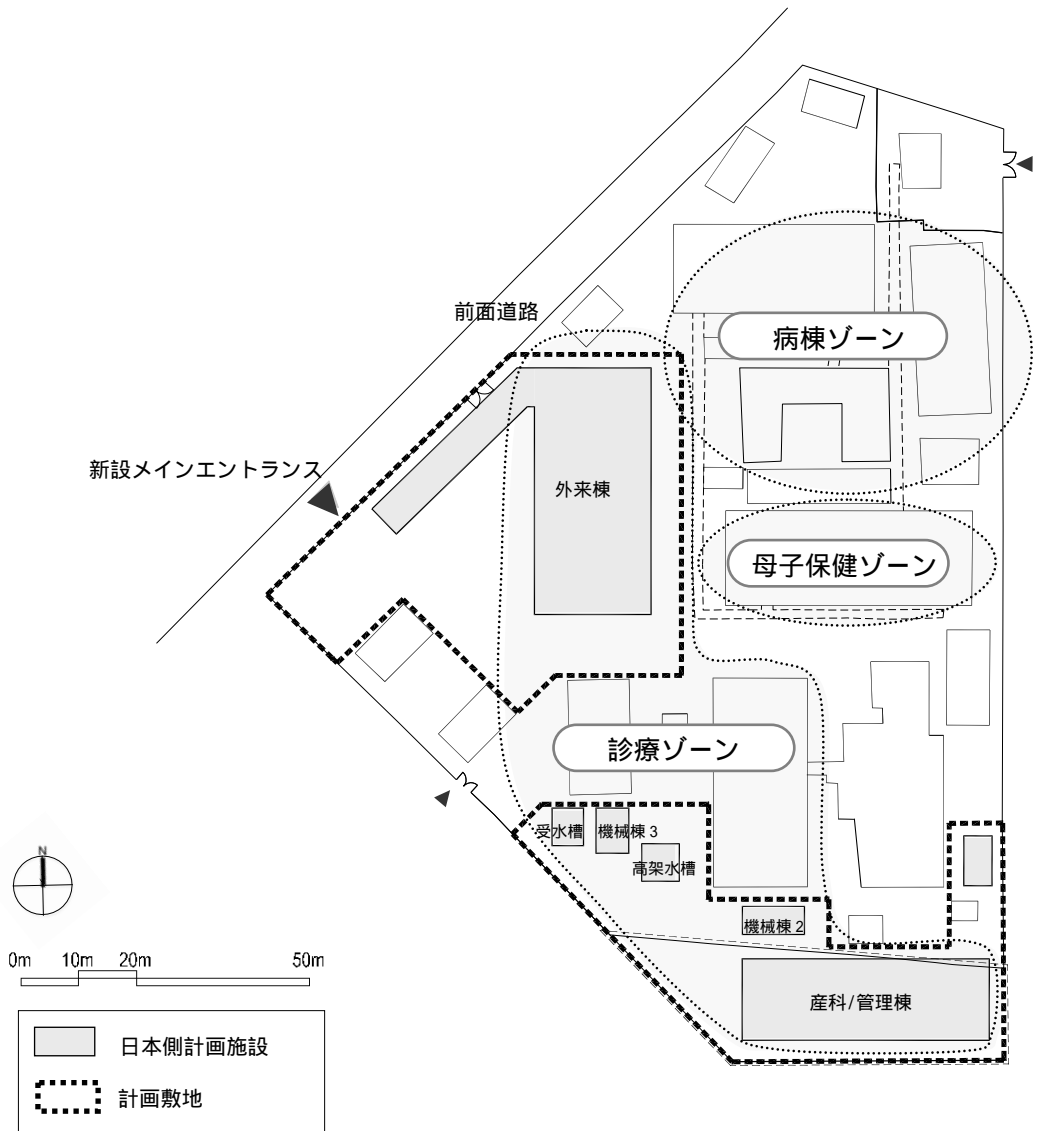 前面道路
病棟ゾーン
新設メインエントランス
外来棟
母子保健ゾーン
診療ゾーン
受水槽
機械棟3
高架水槽
機械棟2
産科/管理棟
N
0m 10m 20m 50m
日本側計画施設
計画敷地